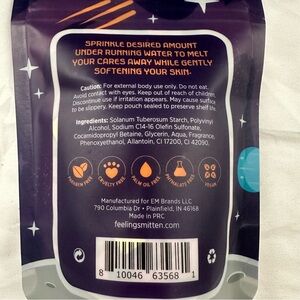 SPRINKLE DESIRED AMOUNT
UNDER RUNNING WATER TO MELT
YOUR CARES AWAY WHILE GENTLY
SOFTENING YOUR SKIN.
Caution: For external body use only. Do not eat.
Avoid contact with eyes. Keep out of reach of children.
Discontinue use if irritation appears. May cause surface
to be slippery. Keep pouch sealed to preserve shelf life.
Ingredients: Solanum Tuberosum Starch, Polyvinyl
Alcohol, Sodium C14-16 Olefin Sulfonate,
Cocamidopropyl Betaine, Glycerin, Aqua, Fragrance,
Phenoxyethanol, Allantoin, CI 17200, CI 42090.
PARABEN FREE
CRUELTY FREE
PALM OIL FREE
SULPHATE FREE
VEGAN
Manufactured for EM Brands LLC
790 Columbia Dr • Plainfield, IN 46168
Made in PRC
feelingsmitten.com
8 10046 63568 1